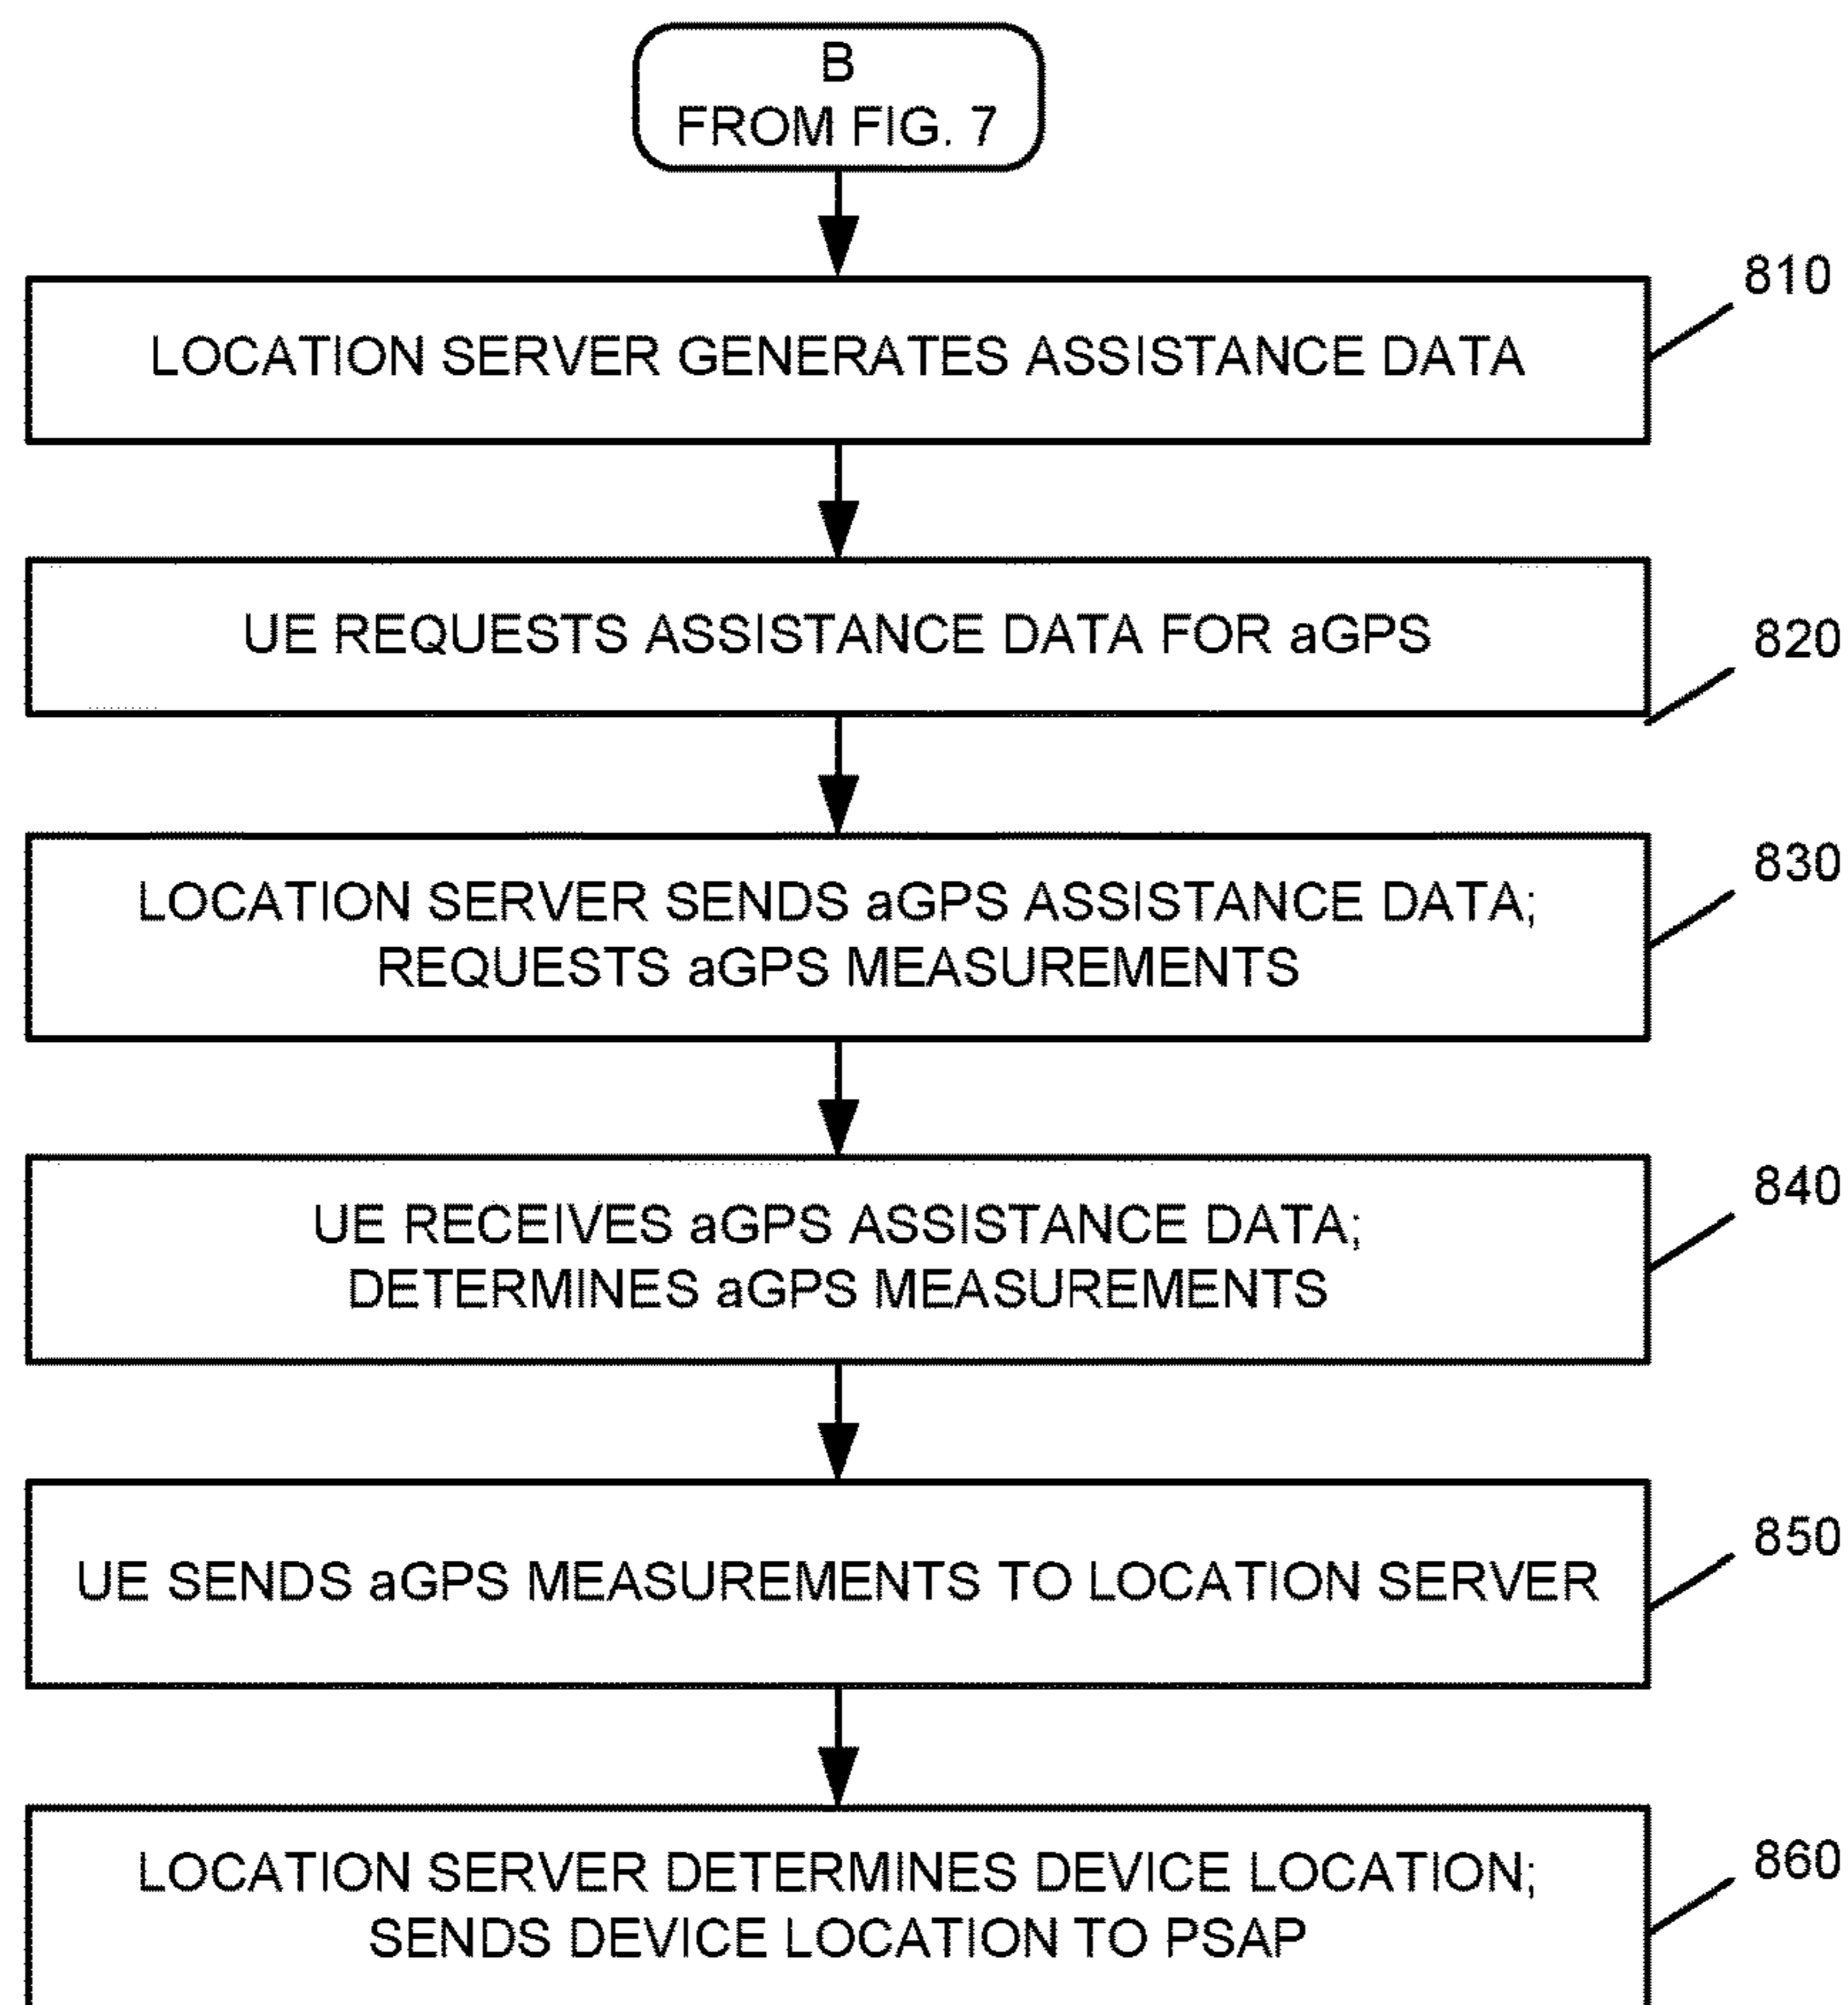 B
FROM FIG. 7
810
LOCATION SERVER GENERATES ASSISTANCE DATA
UE REQUESTS ASSISTANCE DATA FOR aGPS
820
830
LOCATION SERVER SENDS aGPS ASSISTANCE DATA;
REQUESTS aGPS MEASUREMENTS
840
UE RECEIVES aGPS ASSISTANCE DATA;
DETERMINES aGPS MEASUREMENTS
850
UE SENDS aGPS MEASUREMENTS TO LOCATION SERVER
860
LOCATION SERVER DETERMINES DEVICE LOCATION;
SENDS DEVICE LOCATION TO PSAP